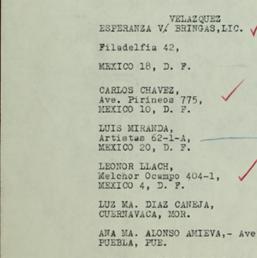 VELAZQUEZ
ESPERANZA V/ BRINGAS,LIC.
Filadelfia 42,
MEXICO 18, D. F.
CARLOS CHAVEZ,
Ave. Pirineos 775,
MEXICO 10, D. F.
LUIS MIRANDA,
Artistas 62-1-A,
MEXICO 20, D. F.
LEONOR LLACH,
Melchor Ocampo 404-1,
MEXICO 4, D. F.
LUZ MA. DIAZ CANEJA,
CUERNAVACA, MOR.
ANA MA. ALONSO AMIEVA,- Ave
PUEBLA, PUE.